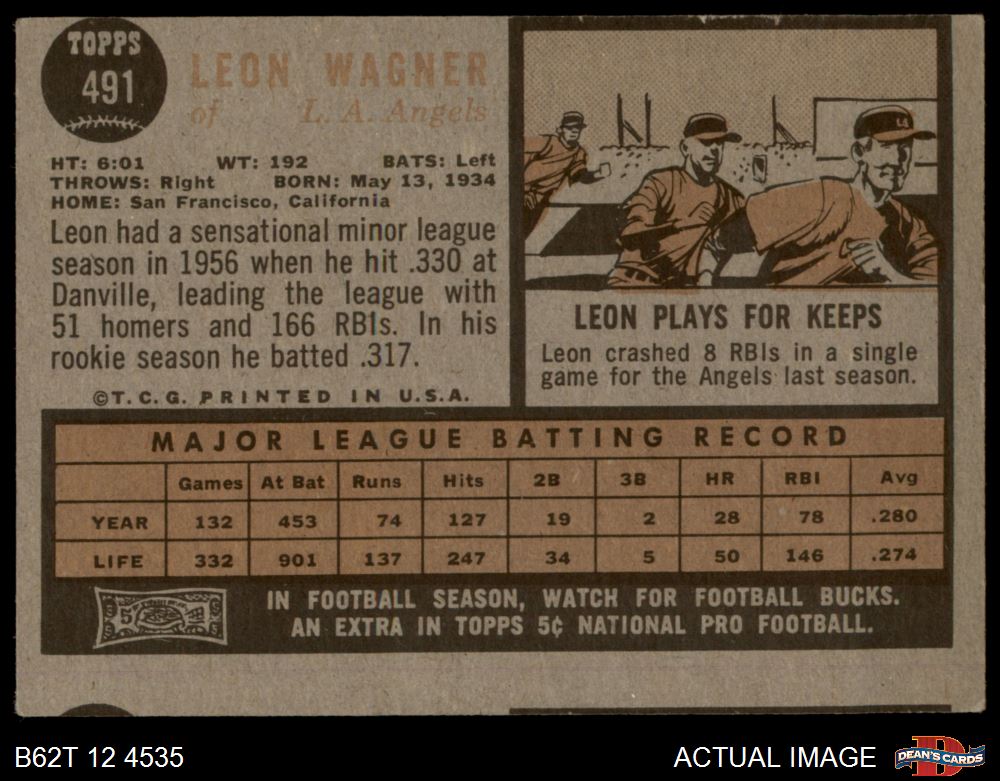 TOPPS
491
LEON WAGNER
of L. A. Angels
HT: 6:01 WT: 192 BATS: Left
THROWS: Right BORN: May 13, 1934
HOME: San Francisco, California
Leon had a sensational minor league
season in 1956 when he hit .330 at
Danville, leading the league with
51 homers and 166 RBIs. In his
rookie season he batted .317.
©T. C. G. PRINTED IN U.S.A.
LA
LEON PLAYS FOR KEEPS
Leon crashed 8 RBIs in a single
game for the Angels last season.
MAJOR LEAGUE BATTING RECORD
Games At Bat Runs Hits 2B 3B HR RBI Avg
YEAR 132 453 74 127 19 2 28 78 .280
LIFE 332 901 137 247 34 5 50 146 .274
5
IN FOOTBALL SEASON, WATCH FOR FOOTBALL BUCKS.
AN EXTRA IN TOPPS 5¢ NATIONAL PRO FOOTBALL.
B62T 12 4535 ACTUAL IMAGE
D
DEAN'S CARDS